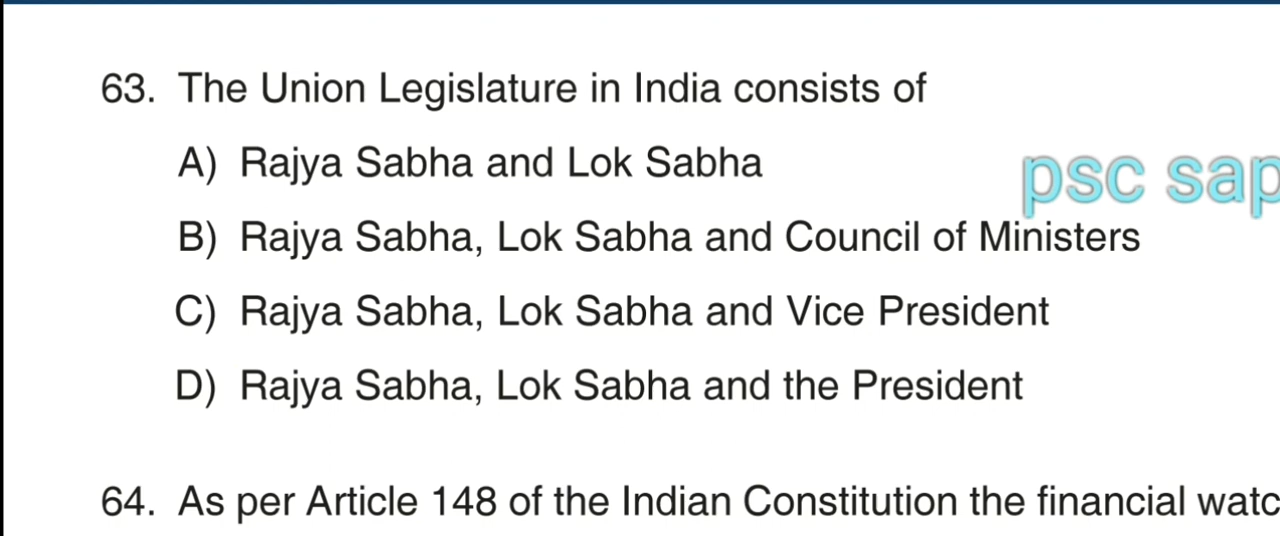 63. The Union Legislature in India consists of
A) Rajya Sabha and Lok Sabha
psc sap
B) Rajya Sabha, Lok Sabha and Council of Ministers
C) Rajya Sabha, Lok Sabha and Vice President
D) Rajya Sabha, Lok Sabha and the President
64. As per Article 148 of the Indian Constitution the financial watc